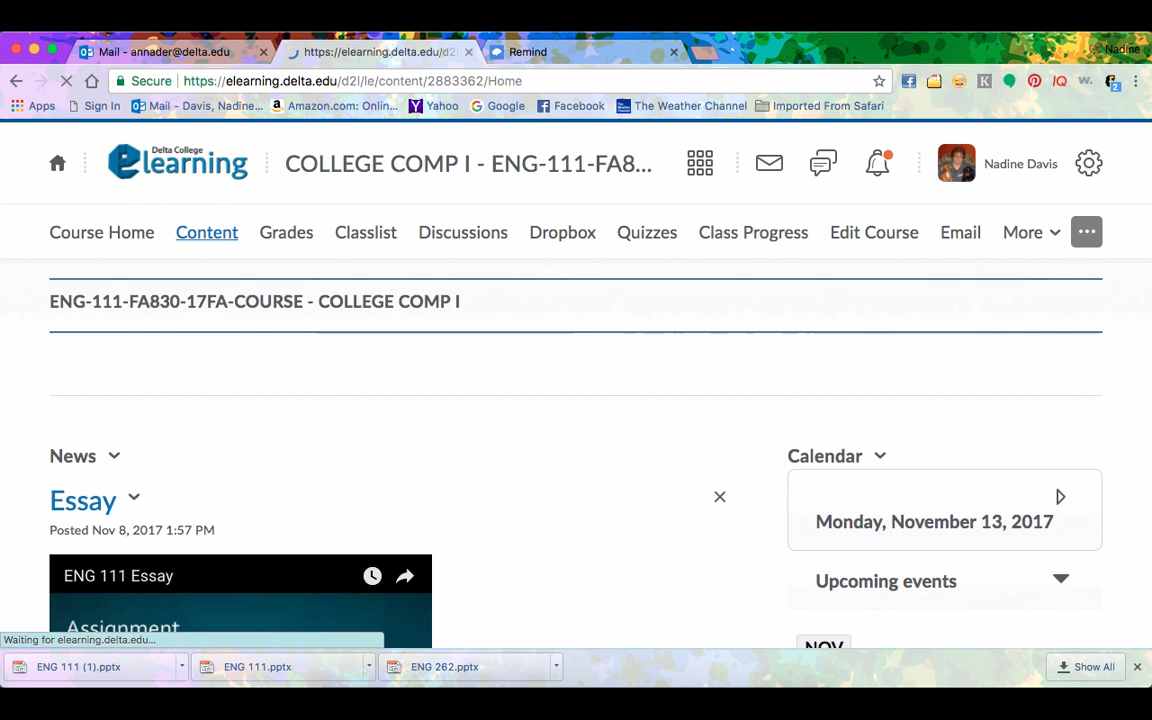 Mail - annader@delta.edu
https://elearning.delta.edu/d2l
Remind
Nadine
Secure
https://elearning.delta.edu/d2l/le/content/2883362/Home
Apps
Sign In
Mail - Davis, Nadine...
Amazon.com: Onlin...
Yahoo
Google
Facebook
The Weather Channel
Imported From Safari
Delta College
elearning
COLLEGE COMP I - ENG-111-FA8...
Nadine Davis
Course Home
Content
Grades
Classlist
Discussions
Dropbox
Quizzes
Class Progress
Edit Course
Email
More
ENG-111-FA830-17FA-COURSE - COLLEGE COMP I
News
Calendar
Essay
Posted Nov 8, 2017 1:57 PM
Monday, November 13, 2017
ENG 111 Essay
Upcoming events
Assignment
NOV
Waiting for elearning.delta.edu...
ENG 111 (1).pptx
ENG 111.pptx
ENG 262.pptx
Show All